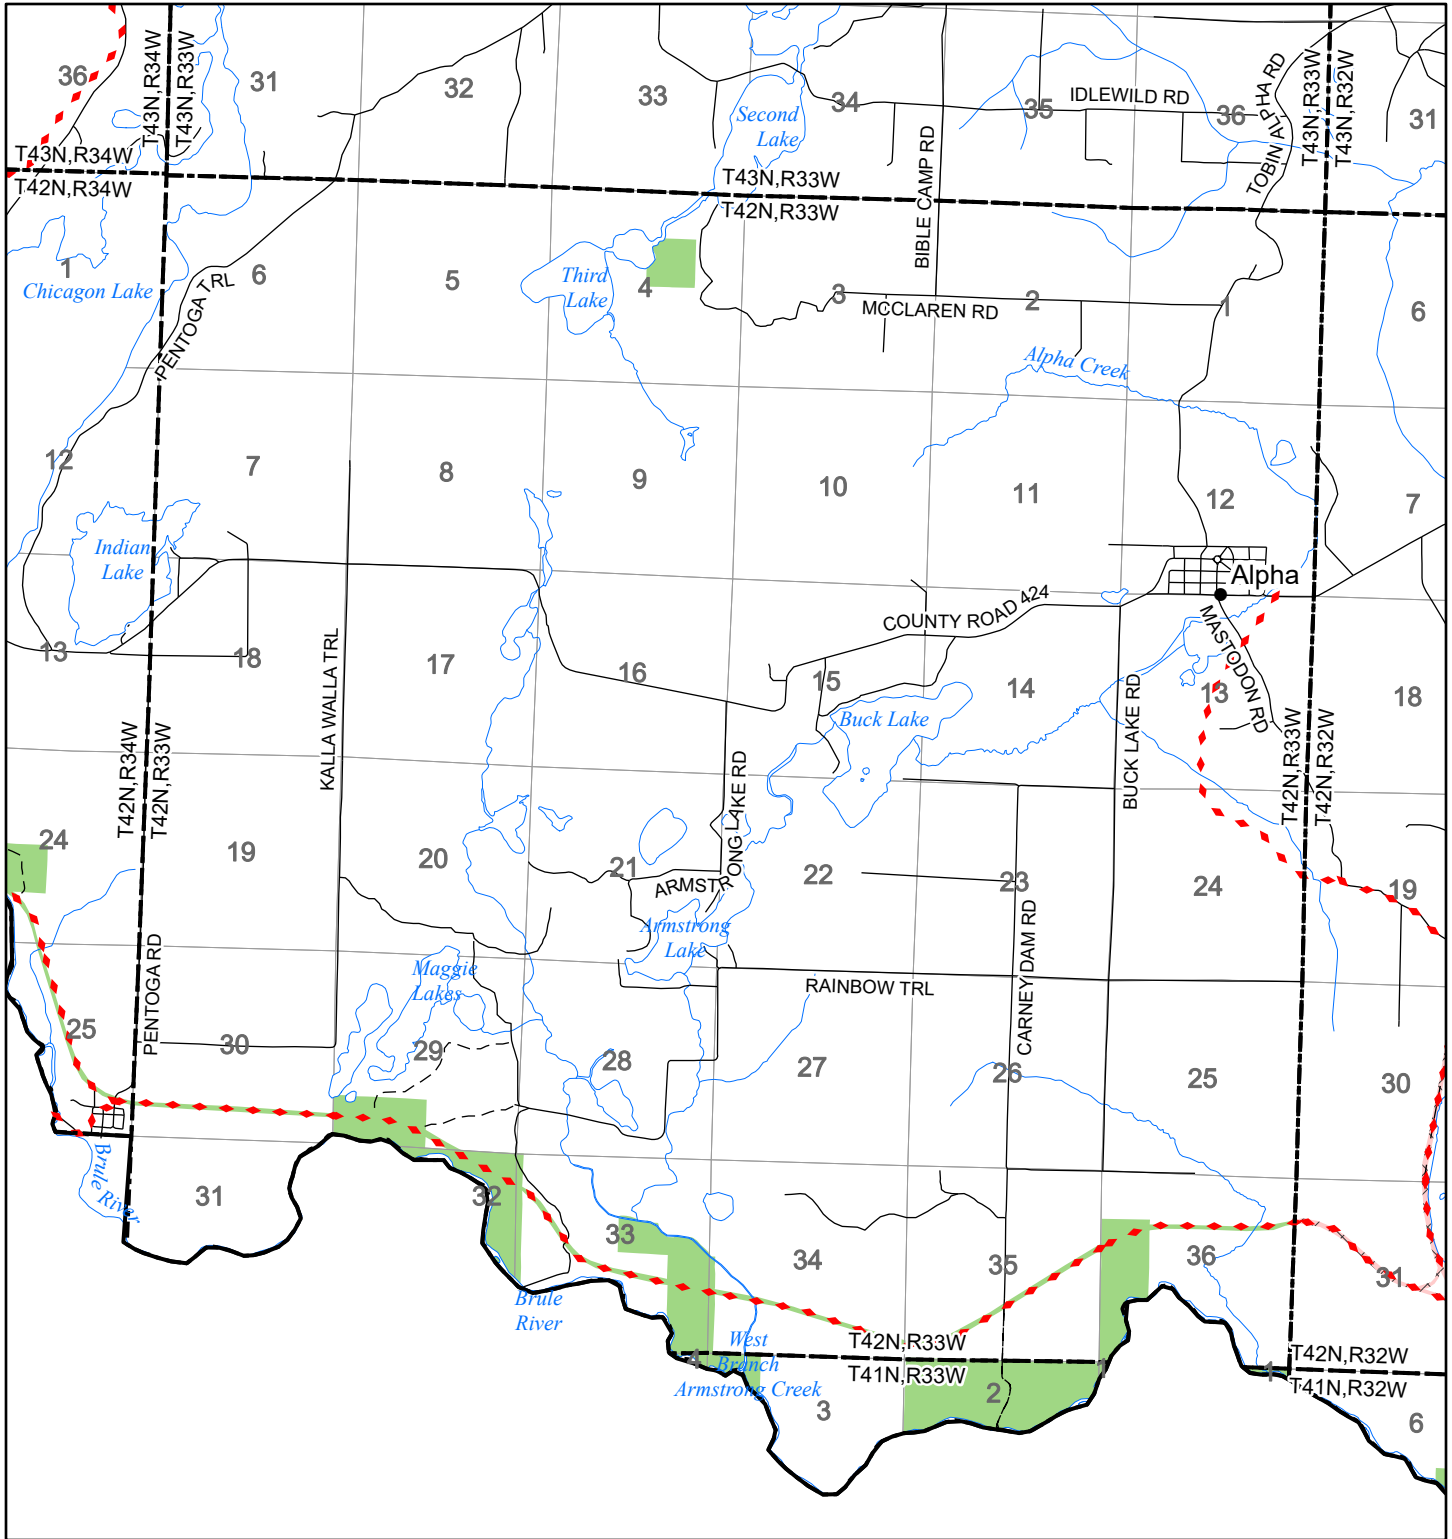 36
31
32
33
34
35
36
31
T43N,R34W
T43N,R33W
T43N,R33W
T43N,R32W
IDLEWILD RD
TOBIN ALPHA RD
BIBLE CAMP RD
Second
Lake
T43N,R34W
T42N,R34W
T43N,R33W
T42N,R33W
1
Chicagon Lake
6
5
Third
Lake
4
3
2
1
6
PENTOGA TRL
MCCLAREN RD
Alpha Creek
12
7
8
9
10
11
12
7
Indian
Lake
Alpha
COUNTY ROAD 424
MASTODON RD
13
18
17
16
15
14
13
18
KALLA WALLA TRL
Buck Lake
BUCK LAKE RD
T42N,R34W
T42N,R33W
T42N,R33W
T42N,R32W
24
19
20
21
22
23
24
19
ARMSTRONG LAKE RD
Armstrong
Lake
CARNEY DAM RD
PENTOGA RD
Maggie
Lakes
RAINBOW TRL
25
30
29
28
27
26
25
30
Brule River
31
32
33
34
35
36
31
Brule
River
West
Branch
Armstrong Creek
T42N,R33W
T41N,R33W
T42N,R32W
T41N,R32W
4
3
2
1
1
6